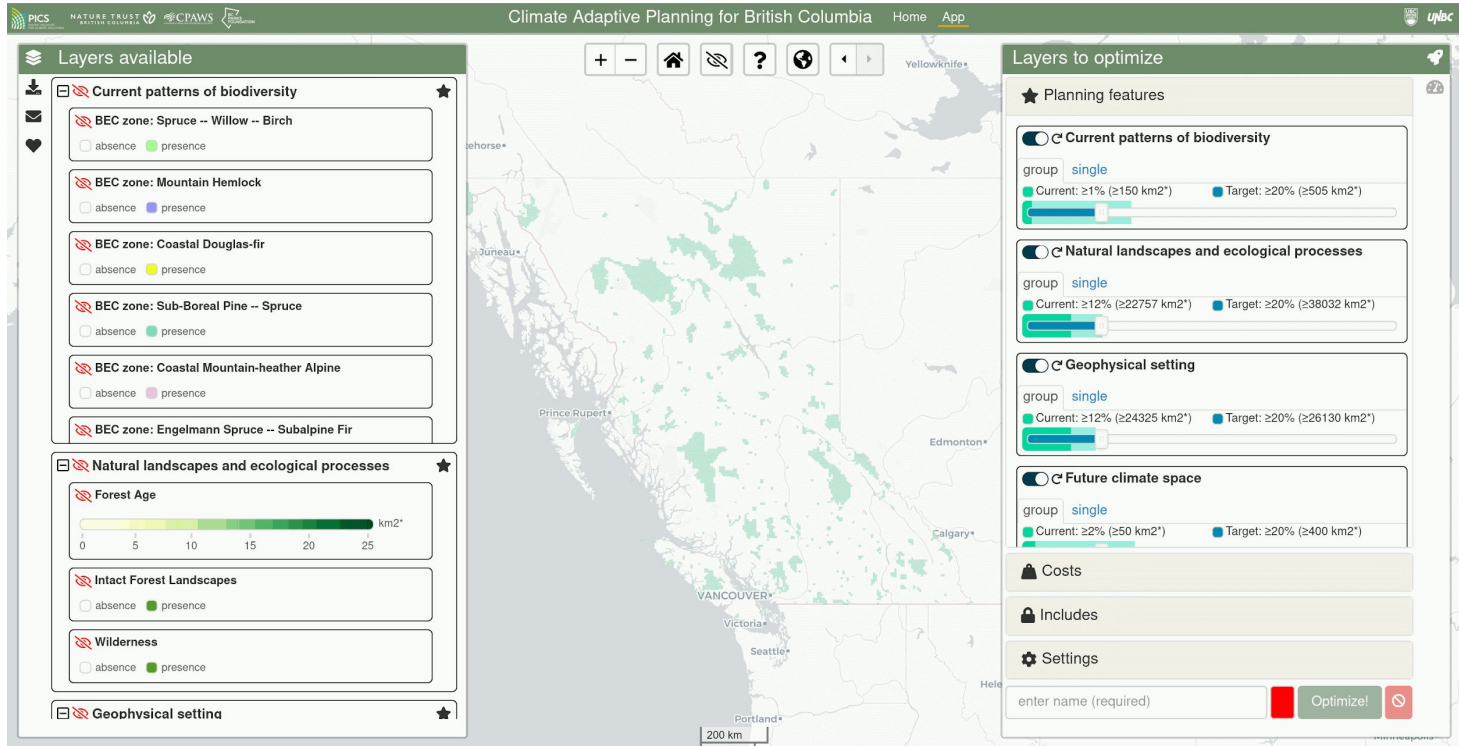 PICS
NATURE TRUST
BRITISH COLUMBIA
CPAWS
BC
PARKS
FOUNDATION
Climate Adaptive Planning for British Columbia
Home
App
UBC
UNBC
Layers available
Current patterns of biodiversity
BEC zone: Spruce -- Willow -- Birch
absence presence
BEC zone: Mountain Hemlock
absence presence
BEC zone: Coastal Douglas-fir
absence presence
BEC zone: Sub-Boreal Pine -- Spruce
absence presence
BEC zone: Coastal Mountain-heather Alpine
absence presence
BEC zone: Engelmann Spruce -- Subalpine Fir
Natural landscapes and ecological processes
Forest Age
km2*
0 5 10 15 20 25
Intact Forest Landscapes
absence presence
Wilderness
absence presence
Geophysical setting
+ − ?
Yellowknife
ehorse
Juneau
Prince Rupert
Edmonton
Calgary
VANCOUVER
Victoria
Seattle
Hele
Portland
200 km
Layers to optimize
Planning features
Current patterns of biodiversity
group single
Current: ≥1% (≥150 km2*) Target: ≥20% (≥505 km2*)
Natural landscapes and ecological processes
group single
Current: ≥12% (≥22757 km2*) Target: ≥20% (≥38032 km2*)
Geophysical setting
group single
Current: ≥12% (≥24325 km2*) Target: ≥20% (≥26130 km2*)
Future climate space
group single
Current: ≥2% (≥50 km2*) Target: ≥20% (≥400 km2*)
Costs
Includes
Settings
enter name (required)
Optimize!